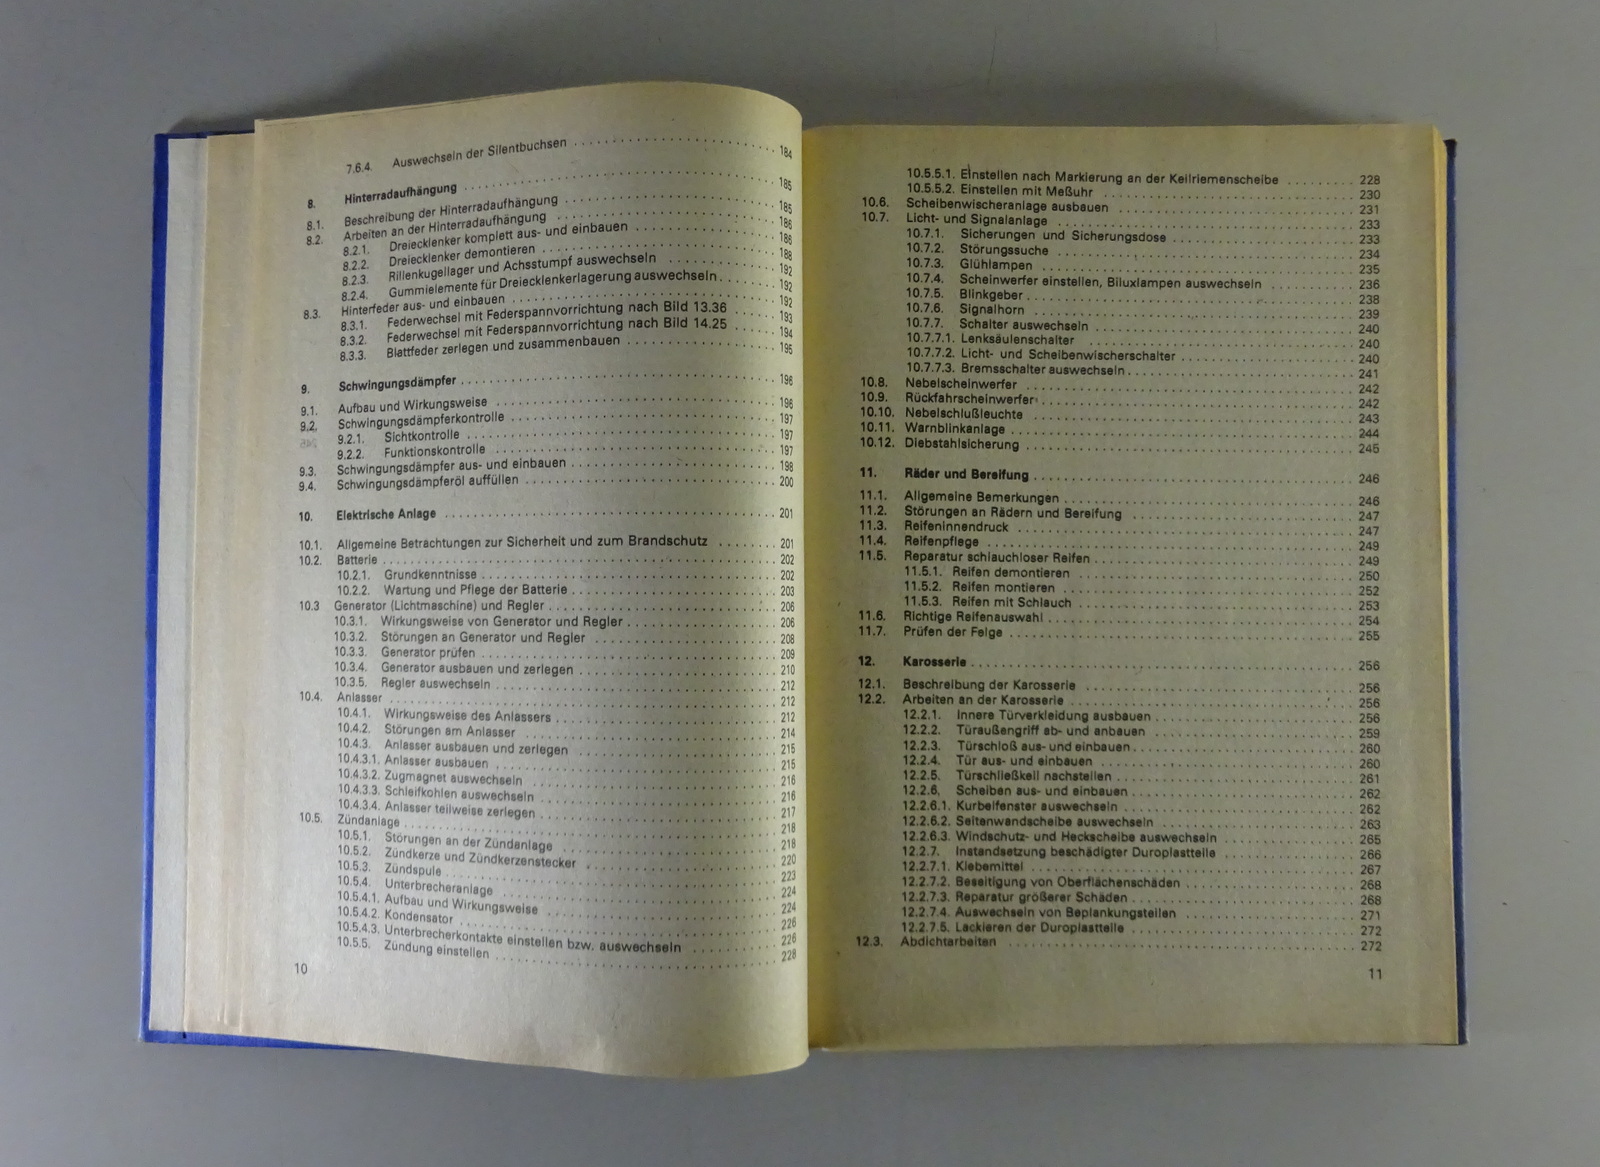 7.6.4. Auswechseln der Silentbuchsen 184
8. Hinterradaufhängung 185
8.1. Beschreibung der Hinterradaufhängung 185
8.2. Arbeiten an der Hinterradaufhängung 186
8.2.1. Dreiecklenker komplett aus- und einbauen 186
8.2.2. Dreiecklenker demontieren 188
8.2.3. Rillenkugellager und Achsstumpf auswechseln 192
8.2.4. Gummielemente für Dreiecklenkerlagerung auswechseln 192
8.3. Hinterfeder aus- und einbauen 192
8.3.1. Federwechsel mit Federspannvorrichtung nach Bild 13.36 193
8.3.2. Federwechsel mit Federspannvorrichtung nach Bild 14.25 194
8.3.3. Blattfeder zerlegen und zusammenbauen 195
9. Schwingungsdämpfer 196
9.1. Aufbau und Wirkungsweise 196
9.2. Schwingungsdämpferkontrolle 197
9.2.1. Sichtkontrolle 197
9.2.2. Funktionskontrolle 197
9.3. Schwingungsdämpfer aus- und einbauen 198
9.4. Schwingungsdämpferöl auffüllen 200
10. Elektrische Anlage 201
10.1. Allgemeine Betrachtungen zur Sicherheit und zum Brandschutz 201
10.2. Batterie 202
10.2.1. Grundkenntnisse 202
10.2.2. Wartung und Pflege der Batterie 203
10.3 Generator (Lichtmaschine) und Regler 206
10.3.1. Wirkungsweise von Generator und Regler 206
10.3.2. Störungen an Generator und Regler 208
10.3.3. Generator prüfen 209
10.3.4. Generator ausbauen und zerlegen 210
10.3.5. Regler auswechseln 212
10.4. Anlasser 212
10.4.1. Wirkungsweise des Anlassers 212
10.4.2. Störungen am Anlasser 214
10.4.3. Anlasser ausbauen und zerlegen 215
10.4.3.1. Anlasser ausbauen 215
10.4.3.2. Zugmagnet auswechseln 216
10.4.3.3. Schleifkohlen auswechseln 216
10.4.3.4. Anlasser teilweise zerlegen 217
10.5. Zündanlage 218
10.5.1. Störungen an der Zündanlage 218
10.5.2. Zündkerze und Zündkerzenstecker 220
10.5.3. Zündspule 223
10.5.4. Unterbrecheranlage 224
10.5.4.1. Aufbau und Wirkungsweise 224
10.5.4.2. Kondensator 226
10.5.4.3. Unterbrecherkontakte einstellen bzw. auswechseln 226
10.5.5. Zündung einstellen 228
10
10.5.5.1. Einstellen nach Markierung an der Keilriemenscheibe 228
10.5.5.2. Einstellen mit Meßuhr 230
10.6. Scheibenwischeranlage ausbauen 231
10.7. Licht- und Signalanlage 233
10.7.1. Sicherungen und Sicherungsdose 233
10.7.2. Störungssuche 234
10.7.3. Glühlampen 235
10.7.4. Scheinwerfer einstellen, Biluxlampen auswechseln 236
10.7.5. Blinkgeber 238
10.7.6. Signalhorn 239
10.7.7. Schalter auswechseln 240
10.7.7.1. Lenksäulenschalter 240
10.7.7.2. Licht- und Scheibenwischerschalter 240
10.7.7.3. Bremsschalter auswechseln 241
10.8. Nebelscheinwerfer 242
10.9. Rückfahrscheinwerfer 242
10.10. Nebelschlußleuchte 243
10.11. Warnblinkanlage 244
10.12. Diebstahlsicherung 245
11. Räder und Bereifung 246
11.1. Allgemeine Bemerkungen 246
11.2. Störungen an Rädern und Bereifung 247
11.3. Reifeninnendruck 247
11.4. Reifenpflege 249
11.5. Reparatur schlauchloser Reifen 249
11.5.1. Reifen demontieren 250
11.5.2. Reifen montieren 252
11.5.3. Reifen mit Schlauch 253
11.6. Richtige Reifenauswahl 254
11.7. Prüfen der Felge 255
12. Karosserie 256
12.1. Beschreibung der Karosserie 256
12.2. Arbeiten an der Karosserie 256
12.2.1. Innere Türverkleidung ausbauen 256
12.2.2. Türaußengriff ab- und anbauen 259
12.2.3. Türschloß aus- und einbauen 260
12.2.4. Tür aus- und einbauen 260
12.2.5. Türschließkeil nachstellen 261
12.2.6. Scheiben aus- und einbauen 262
12.2.6.1. Kurbelfenster auswechseln 262
12.2.6.2. Seitenwandscheibe auswechseln 263
12.2.6.3. Windschutz- und Heckscheibe auswechseln 265
12.2.7. Instandsetzung beschädigter Duroplastteile 266
12.2.7.1. Klebemittel 267
12.2.7.2. Beseitigung von Oberflächenschäden 268
12.2.7.3. Reparatur größerer Schäden 268
12.2.7.4. Auswechseln von Beplankungsteilen 271
12.2.7.5. Lackieren der Duroplastteile 272
12.3. Abdichtarbeiten 272
11